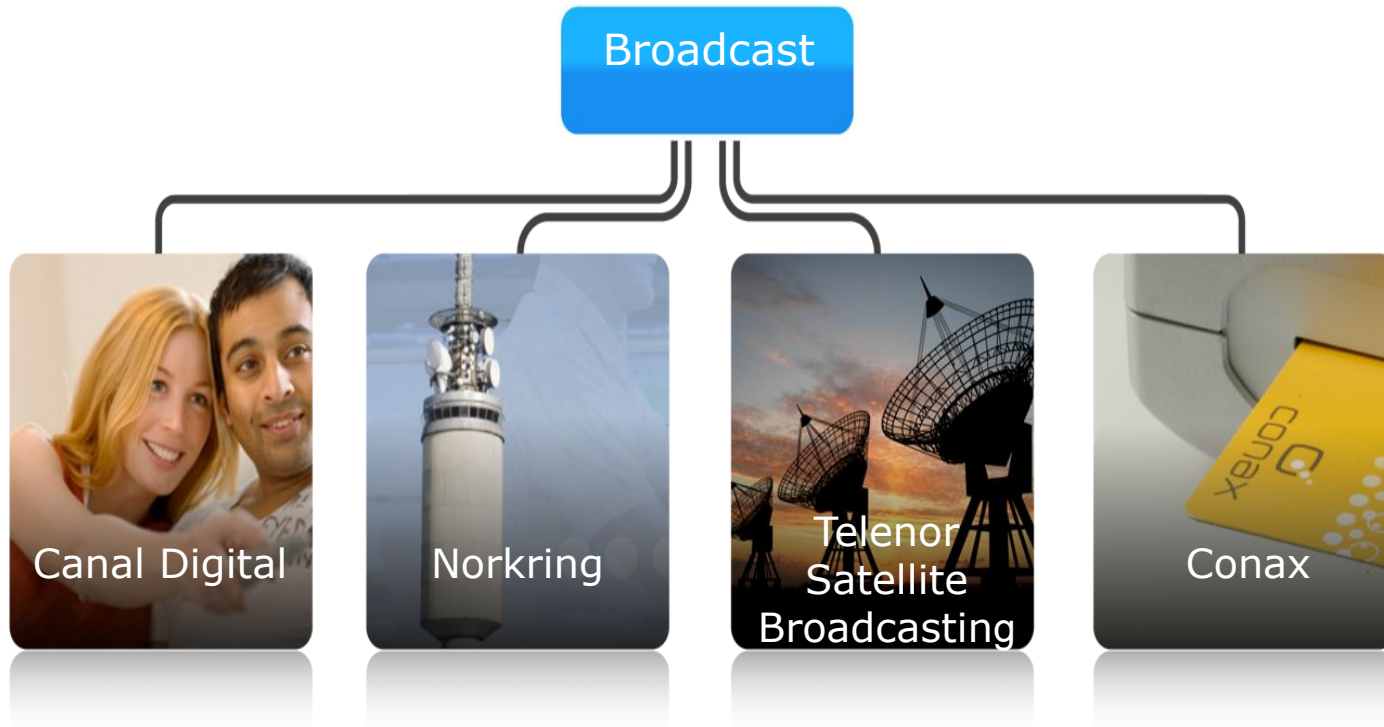 Broadcast
Canal Digital
Norkring
Telenor
Satellite
Broadcasting
Conax
conax